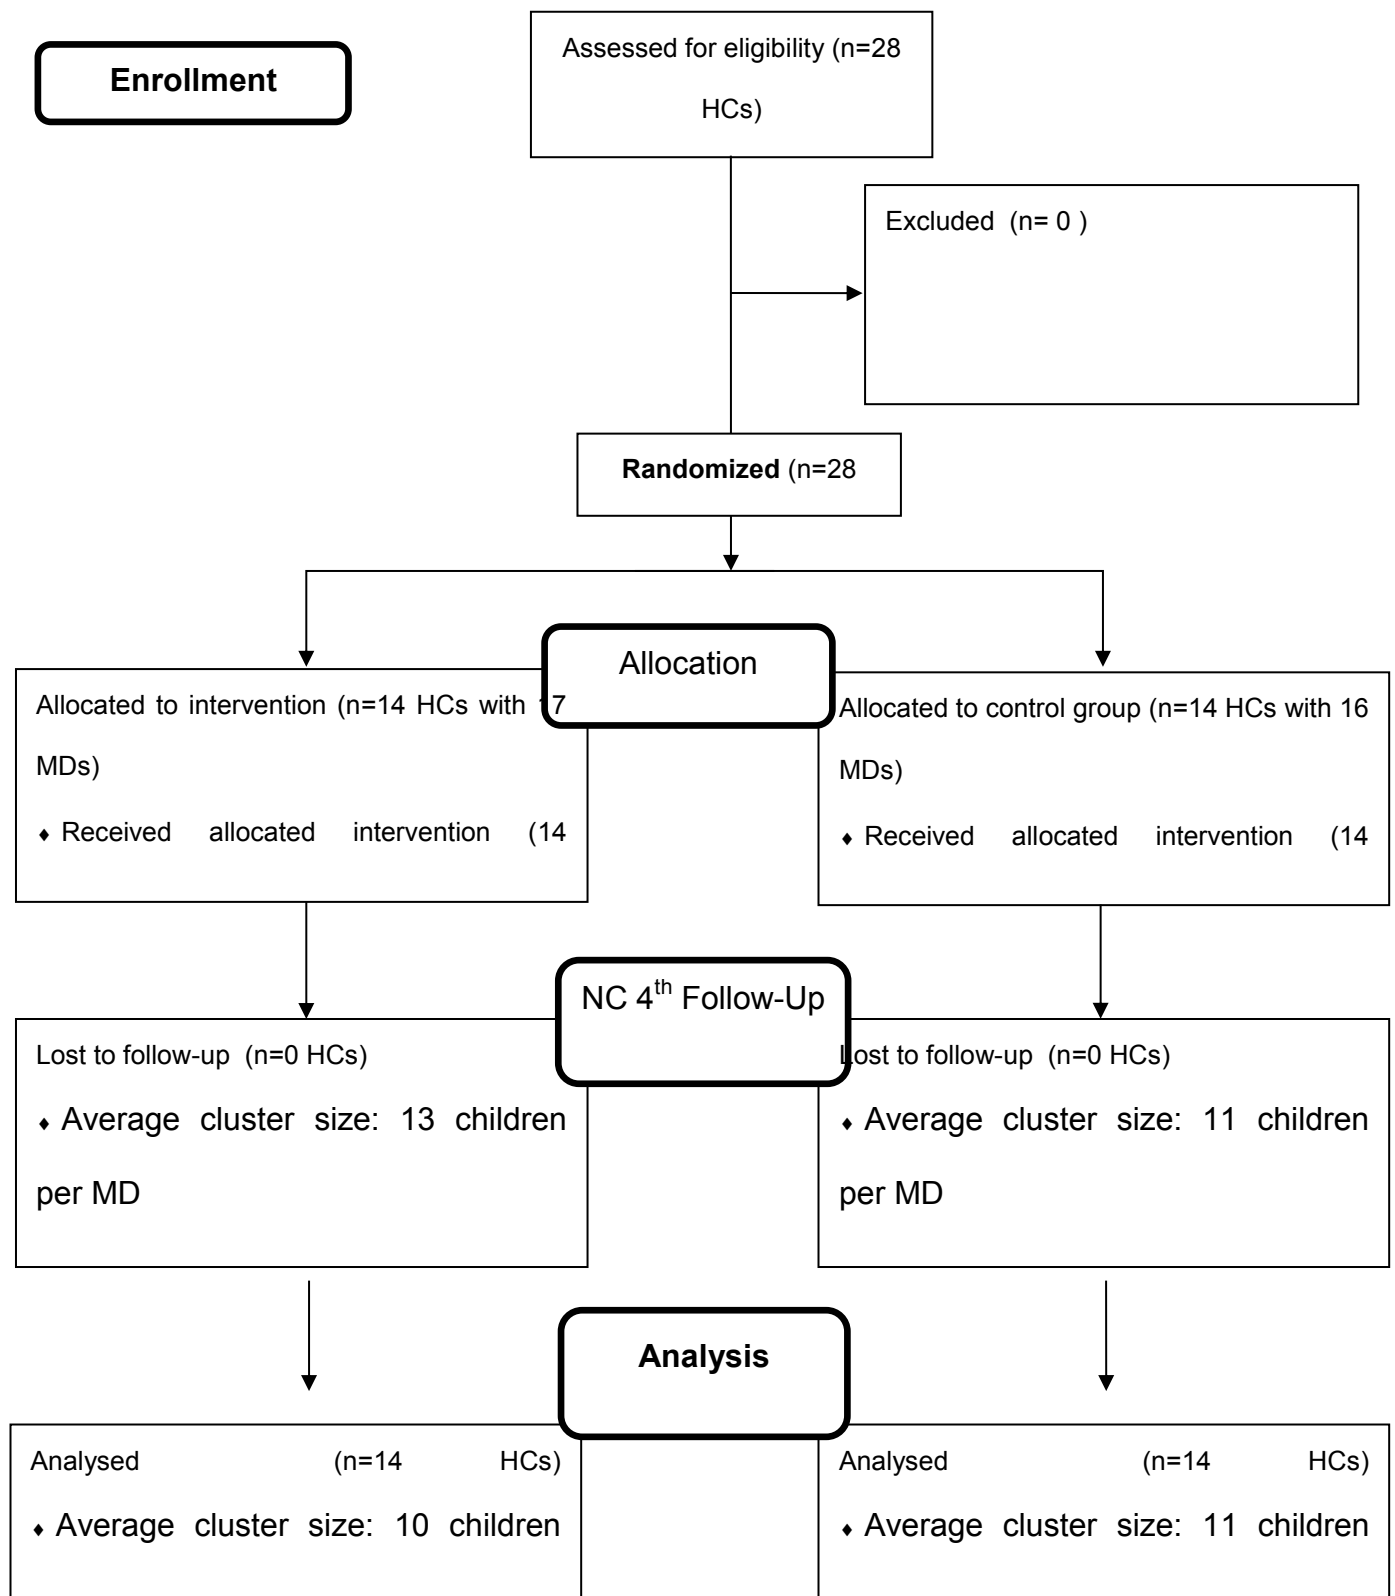 Enrollment
Assessed for eligibility (n=28
HCs)
Excluded (n= 0 )
Randomized (n=28
Allocation
Allocated to intervention (n=14 HCs with 17
MDs)
♦ Received allocated intervention (14
Allocated to control group (n=14 HCs with 16
MDs)
♦ Received allocated intervention (14
NC 4th Follow-Up
Lost to follow-up (n=0 HCs)
♦ Average cluster size: 13 children
per MD
Lost to follow-up (n=0 HCs)
♦ Average cluster size: 11 children
per MD
Analysis
Analysed (n=14 HCs)
♦ Average cluster size: 10 children
Analysed (n=14 HCs)
♦ Average cluster size: 11 children